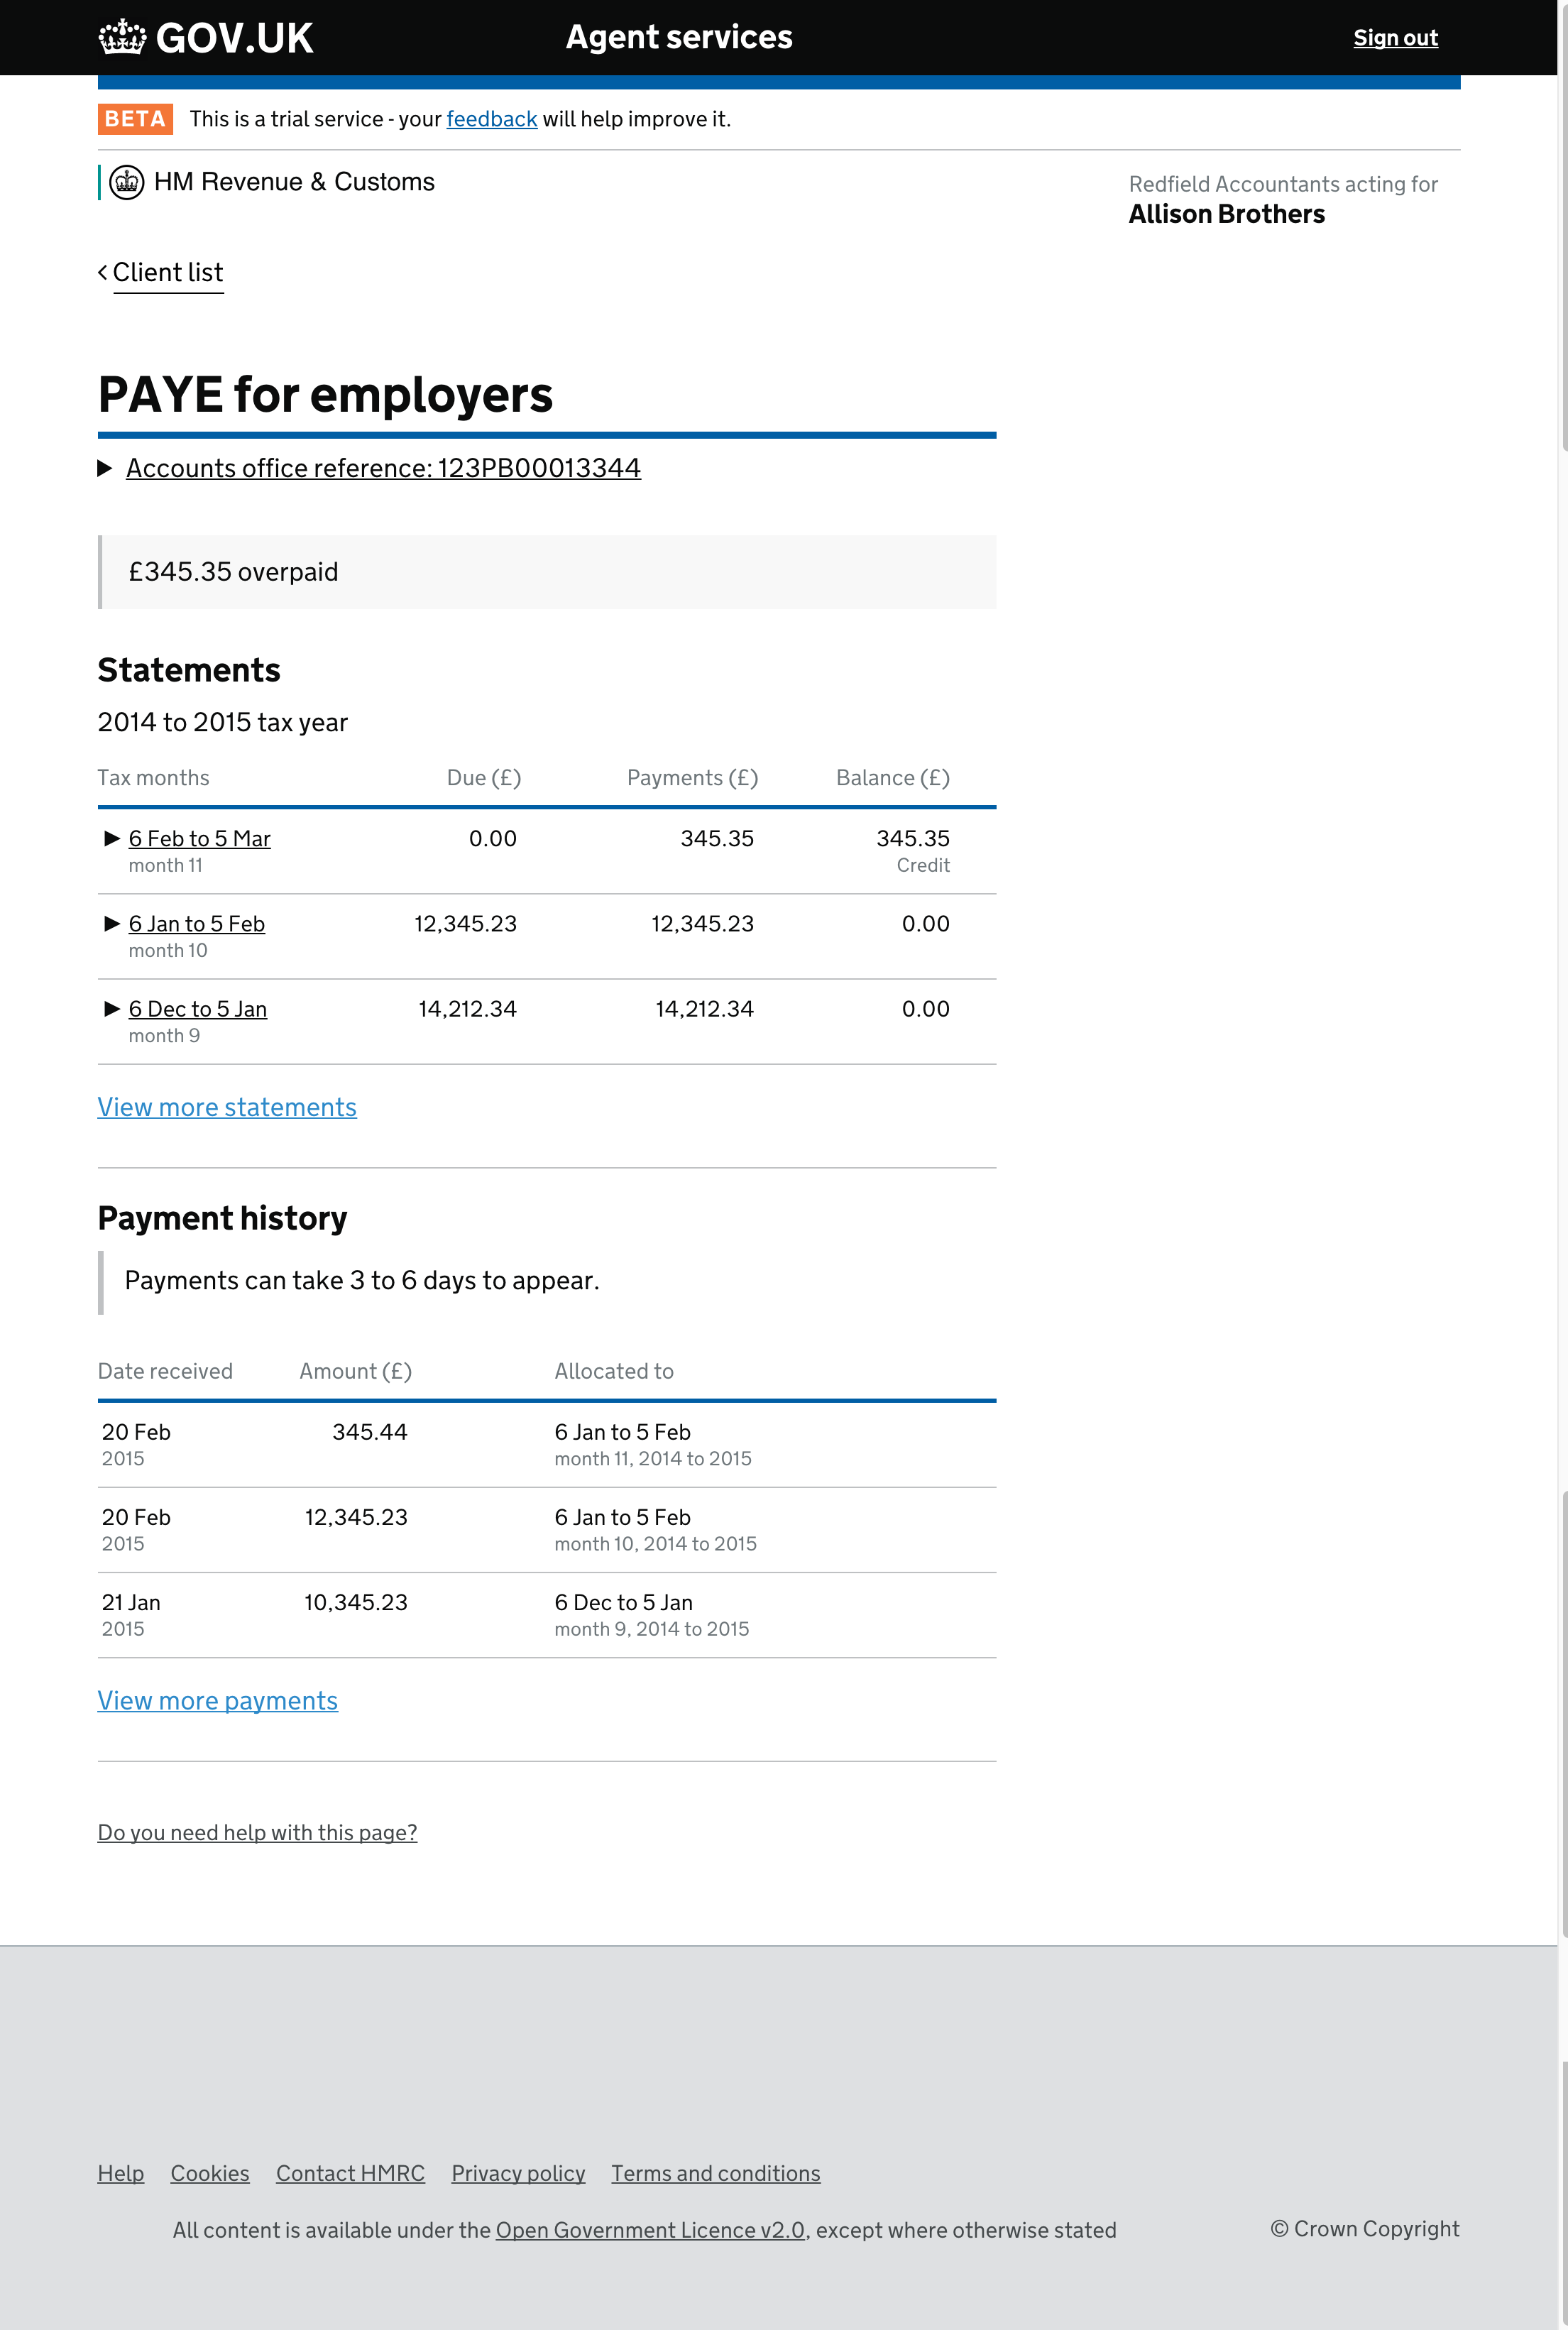 GOV.UK Agent services Sign out
BETA This is a trial service - your feedback will help improve it.
HM Revenue & Customs
Redfield Accountants acting for
Allison Brothers
< Client list
PAYE for employers
Accounts office reference: 123PB00013344
£345.35 overpaid
Statements
2014 to 2015 tax year
Tax months Due (£) Payments (£) Balance (£)
6 Feb to 5 Mar 0.00 345.35 345.35
month 11 Credit
6 Jan to 5 Feb 12,345.23 12,345.23 0.00
month 10
6 Dec to 5 Jan 14,212.34 14,212.34 0.00
month 9
View more statements
Payment history
Payments can take 3 to 6 days to appear.
Date received Amount (£) Allocated to
20 Feb 345.44 6 Jan to 5 Feb
2015 month 11, 2014 to 2015
20 Feb 12,345.23 6 Jan to 5 Feb
2015 month 10, 2014 to 2015
21 Jan 10,345.23 6 Dec to 5 Jan
2015 month 9, 2014 to 2015
View more payments
Do you need help with this page?
Help Cookies Contact HMRC Privacy policy Terms and conditions
All content is available under the Open Government Licence v2.0, except where otherwise stated © Crown Copyright